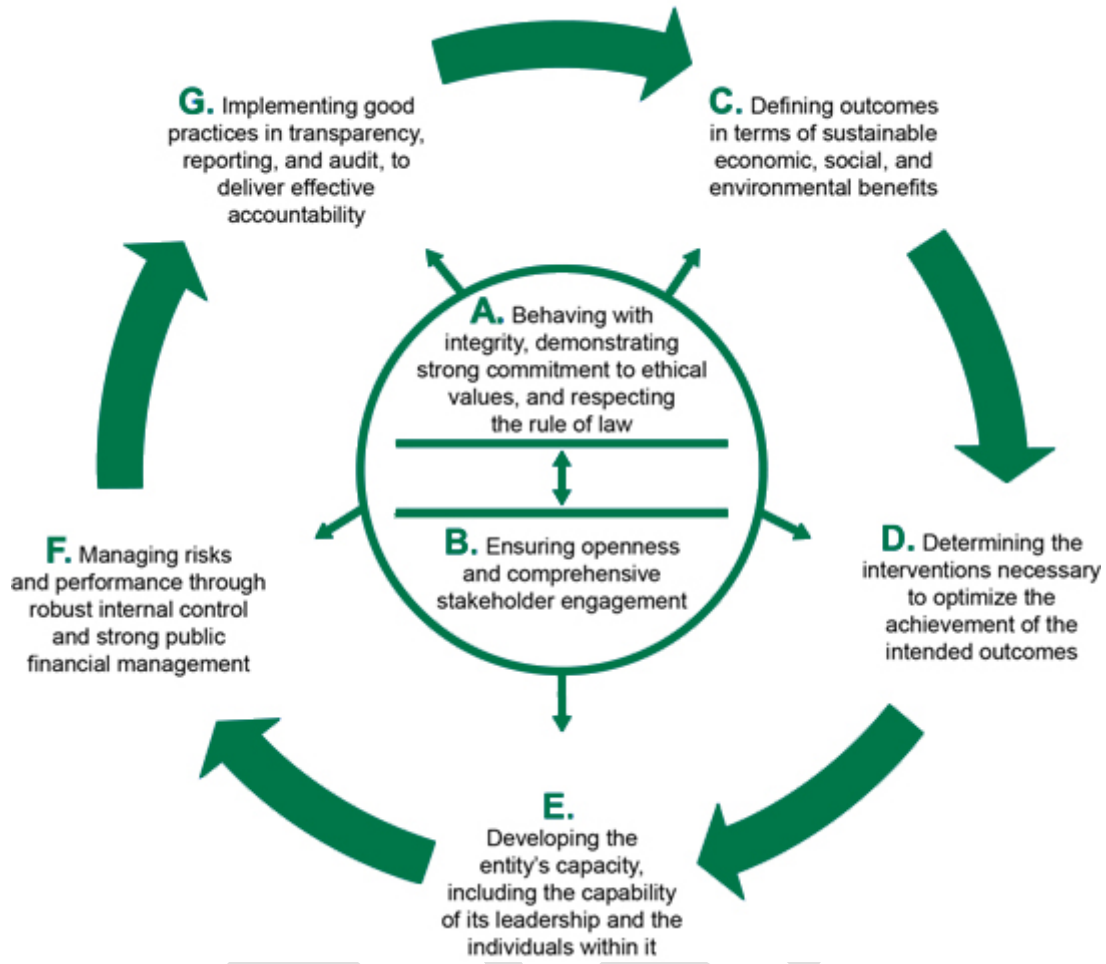 G. Implementing good
practices in transparency,
reporting, and audit, to
deliver effective
accountability
C. Defining outcomes
in terms of sustainable
economic, social, and
environmental benefits
A. Behaving with
integrity, demonstrating
strong commitment to ethical
values, and respecting
the rule of law
B. Ensuring openness
and comprehensive
stakeholder engagement
D. Determining the
interventions necessary
to optimize the
achievement of the
intended outcomes
F. Managing risks
and performance through
robust internal control
and strong public
financial management
E.
Developing the
entity's capacity,
including the capability
of its leadership and the
individuals within it